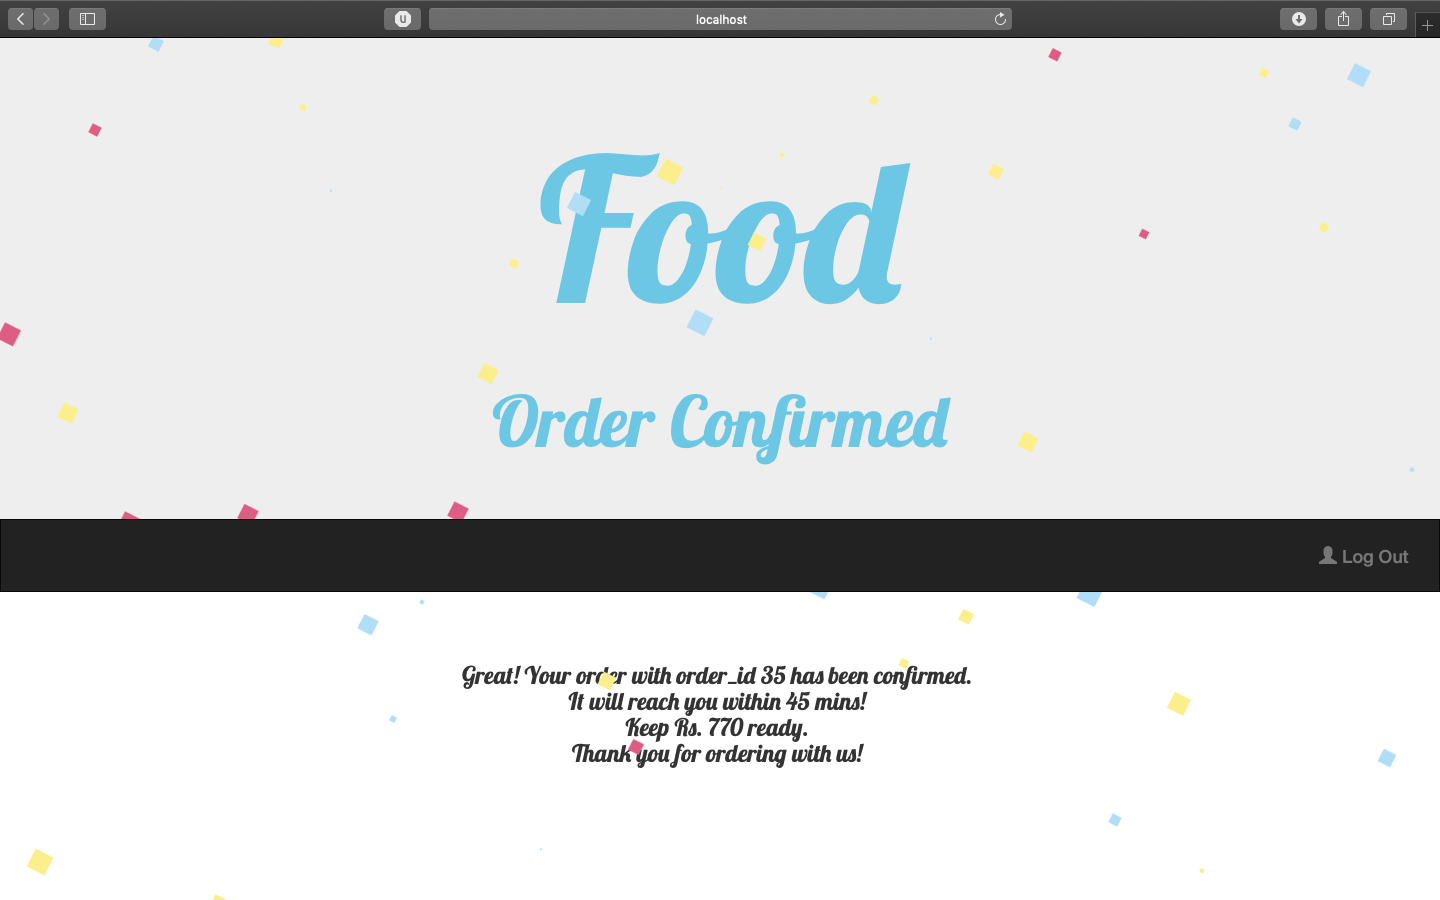 localhost
Food
Order Confirmed
Log Out
Great! Your order with order_id 35 has been confirmed.
It will reach you within 45 mins!
Keep Rs. 770 ready.
Thank you for ordering with us!